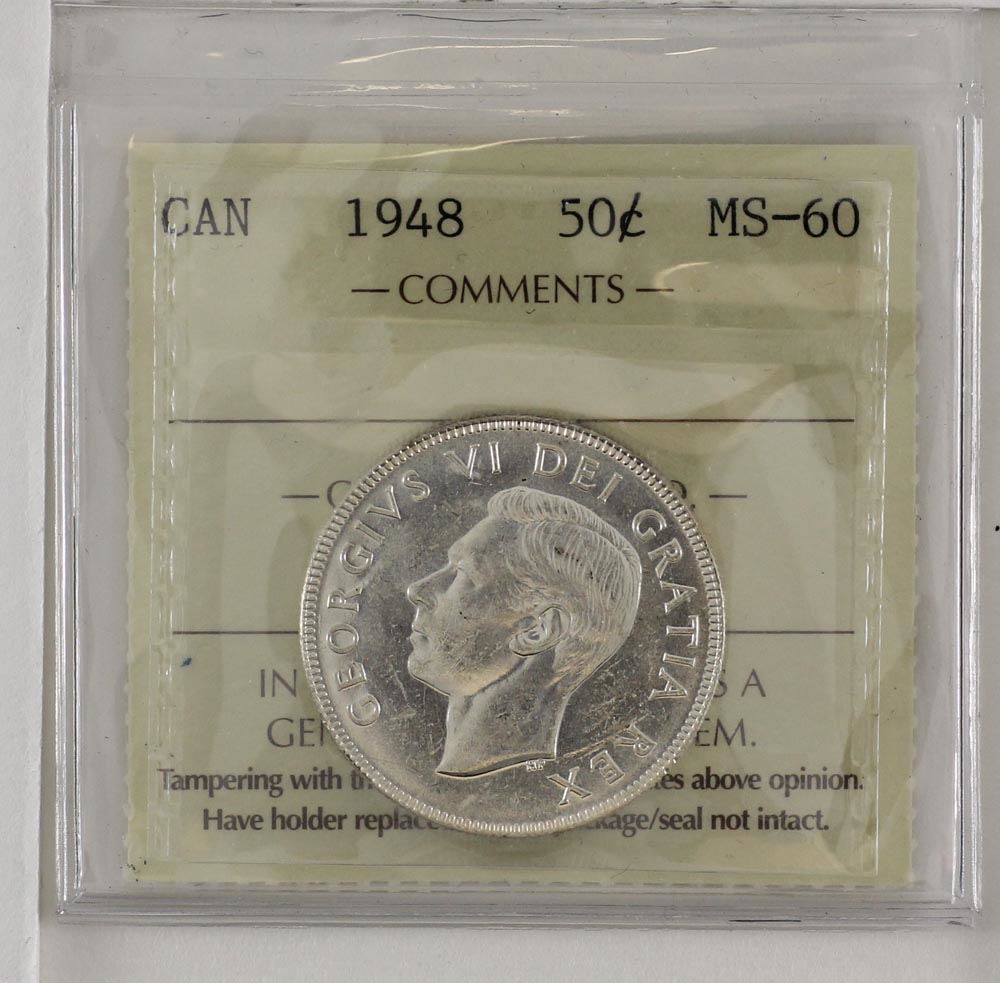 CAN 1948 50¢ MS-60
— COMMENTS —
GEORGIVS VI DEI GRATIA REX
IN S A
GE EM.
Tampering with th es above opinion.
Have holder replace kage/seal not intact.